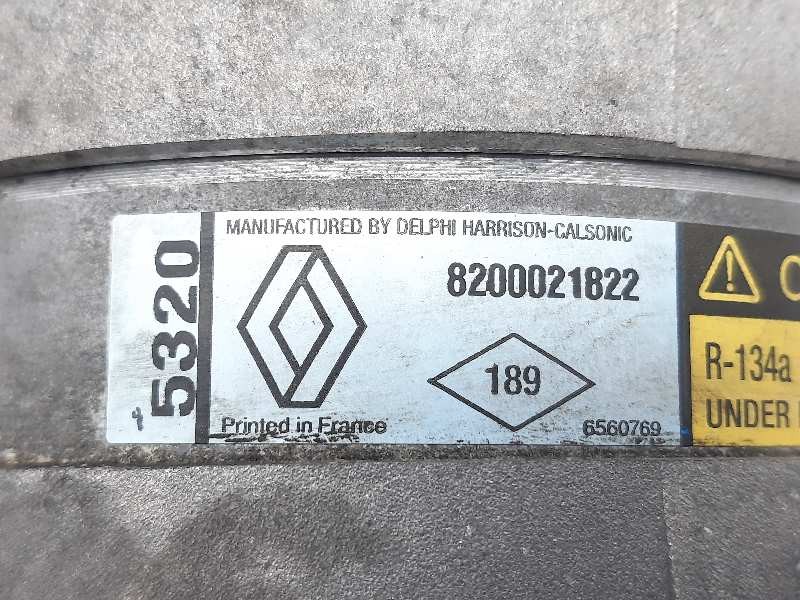 MANUFACTURED BY DELPHI HARRISON-CALSONIC
5320
8200021822
189
Printed in France
6560769
R-134a
UNDER